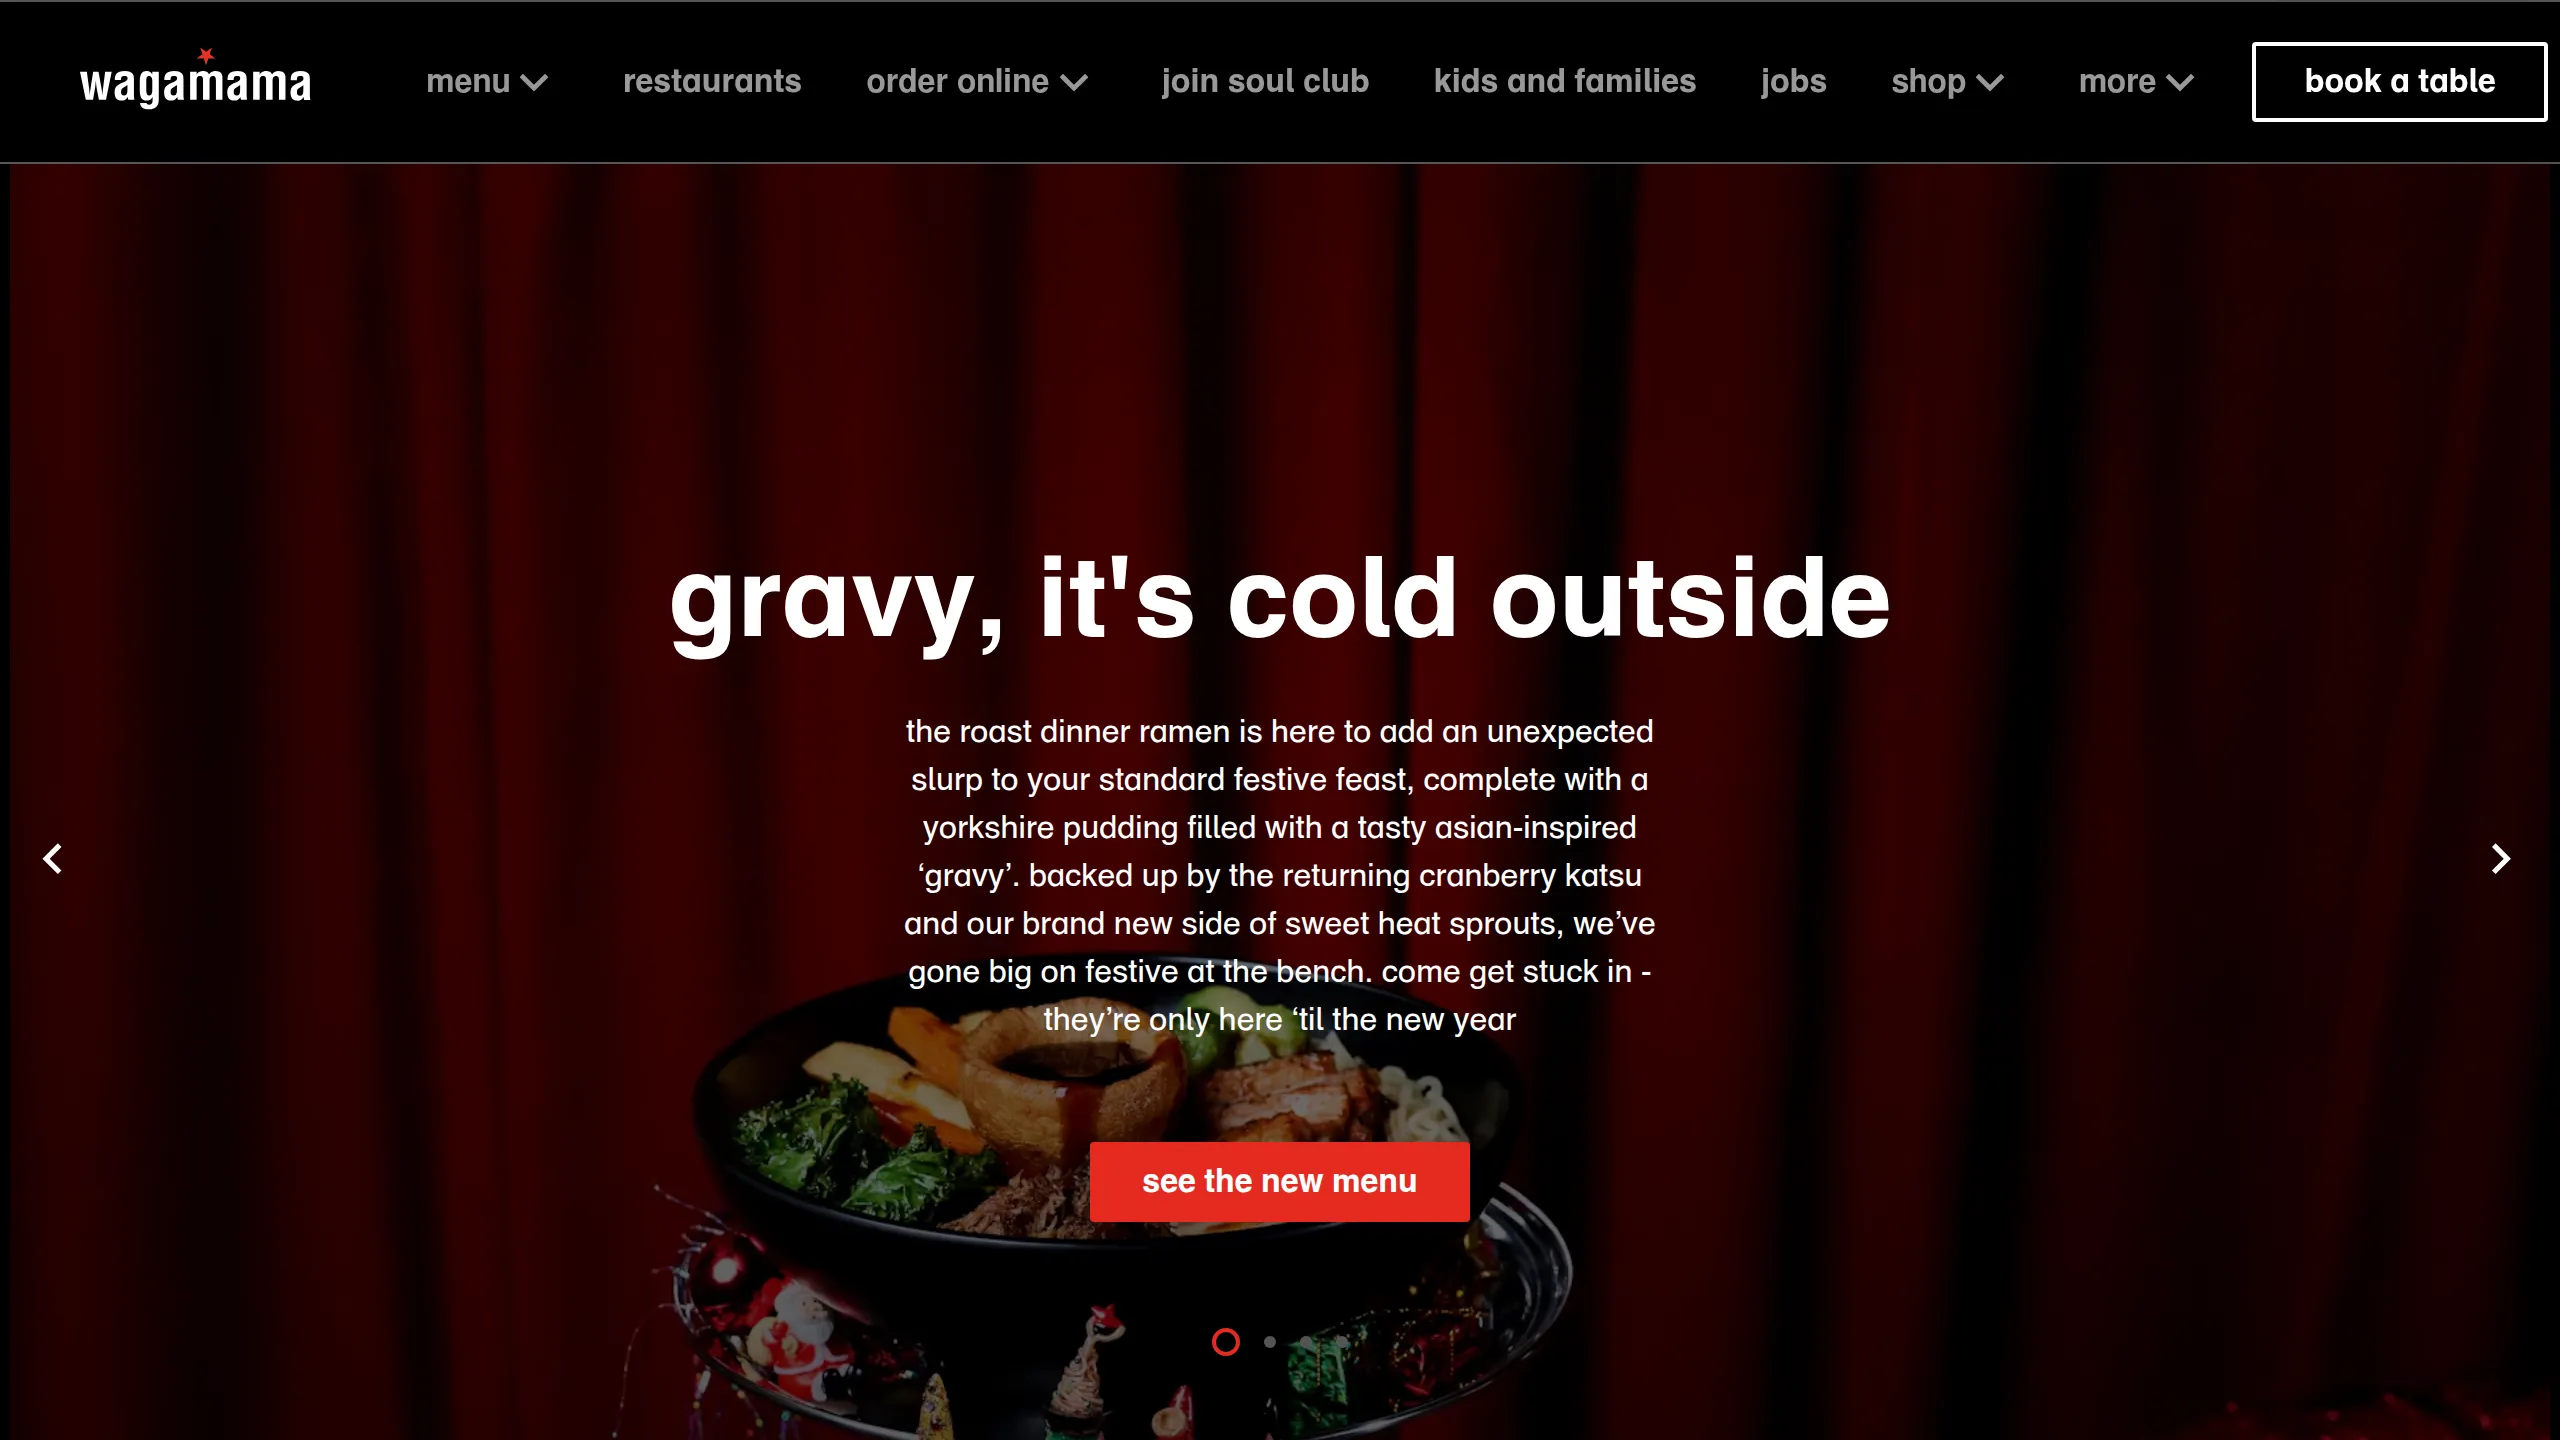 wagamama
menu
restaurants
order online
join soul club
kids and families
jobs
shop
more
book a table
gravy, it's cold outside
the roast dinner ramen is here to add an unexpected
slurp to your standard festive feast, complete with a
yorkshire pudding filled with a tasty asian-inspired
‘gravy’. backed up by the returning cranberry katsu
and our brand new side of sweet heat sprouts, we’ve
gone big on festive at the bench. come get stuck in -
they’re only here ‘til the new year
see the new menu